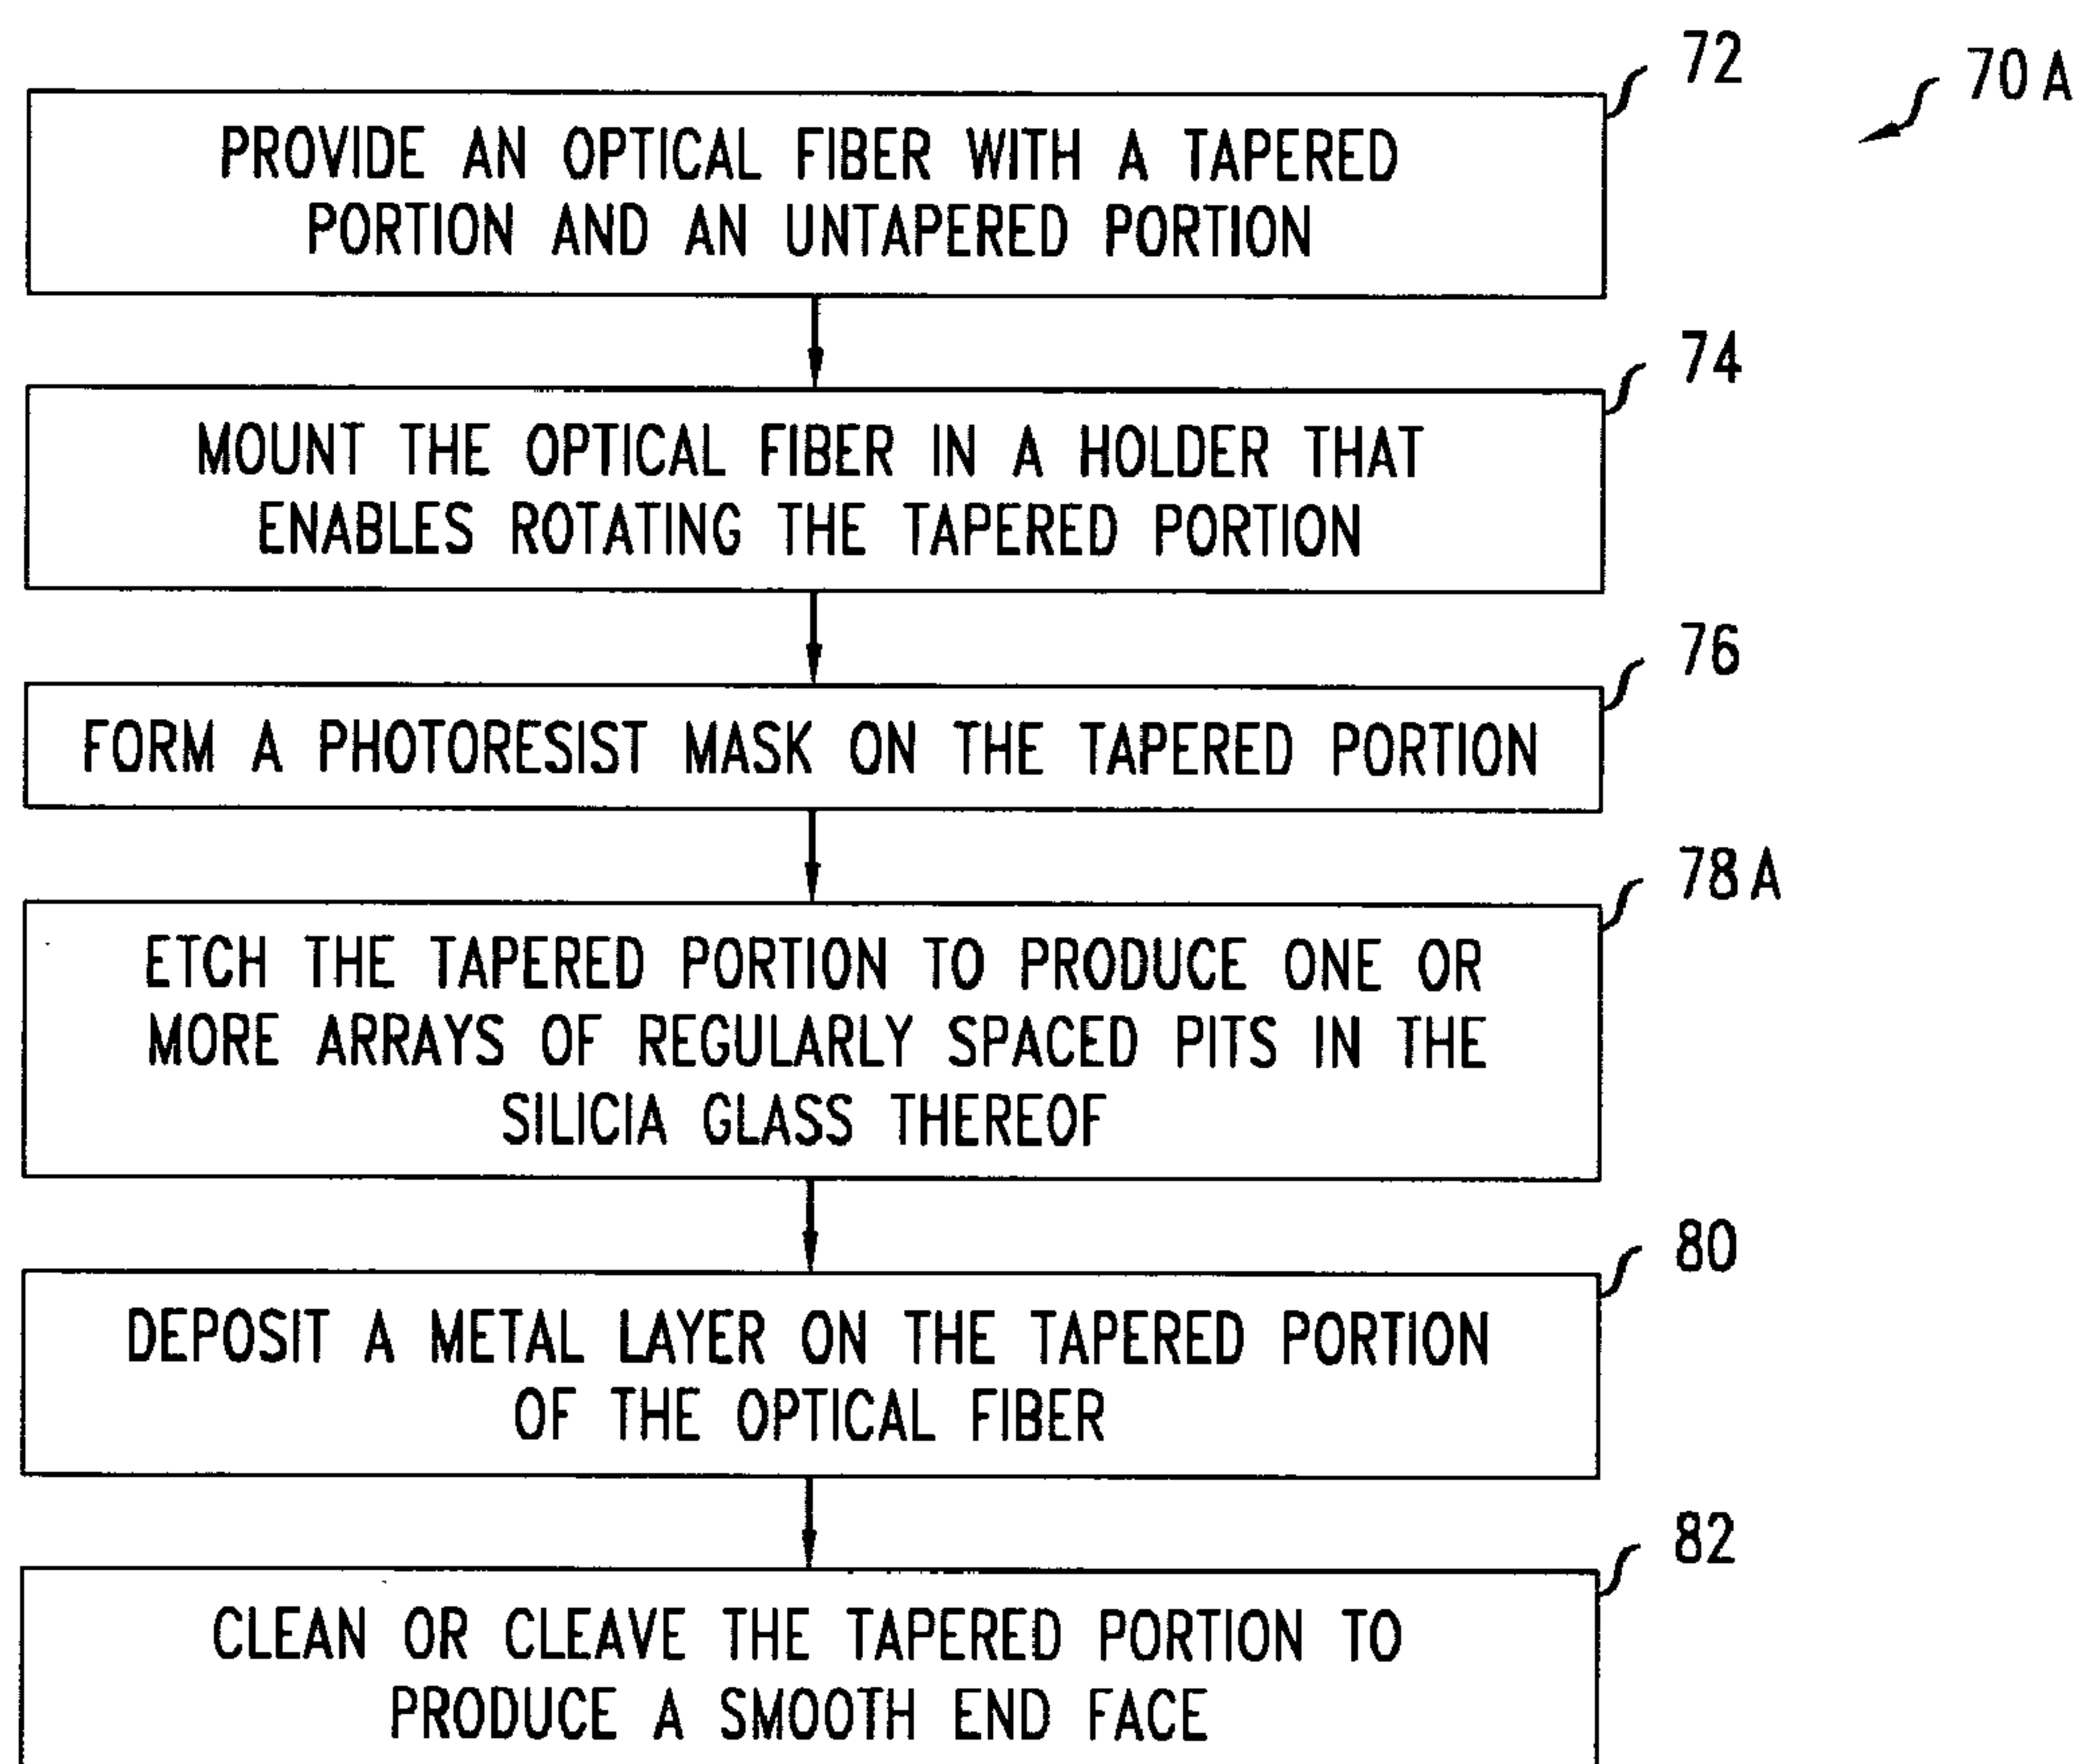 72
70 A
PROVIDE AN OPTICAL FIBER WITH A TAPERED
PORTION AND AN UNTAPERED PORTION
74
MOUNT THE OPTICAL FIBER IN A HOLDER THAT
ENABLES ROTATING THE TAPERED PORTION
76
FORM A PHOTORESIST MASK ON THE TAPERED PORTION
78 A
ETCH THE TAPERED PORTION TO PRODUCE ONE OR
MORE ARRAYS OF REGULARLY SPACED PITS IN THE
SILICIA GLASS THEREOF
80
DEPOSIT A METAL LAYER ON THE TAPERED PORTION
OF THE OPTICAL FIBER
82
CLEAN OR CLEAVE THE TAPERED PORTION TO
PRODUCE A SMOOTH END FACE